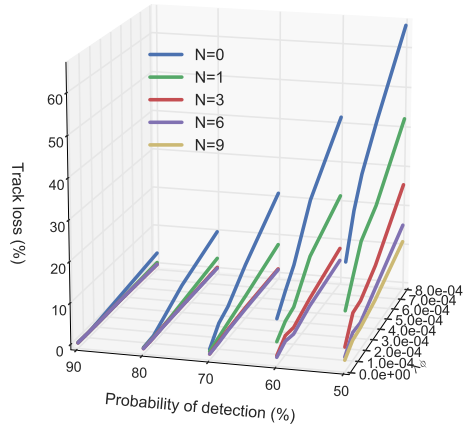 N=0
N=1
N=3
N=6
N=9
Track loss (%)
60
50
40
30
20
10
0
90
80
70
60
50
Probability of detection (%)
8.0e-04
7.0e-04
6.0e-04
5.0e-04
4.0e-04
3.0e-04
2.0e-04
1.0e-04
0.0e+00